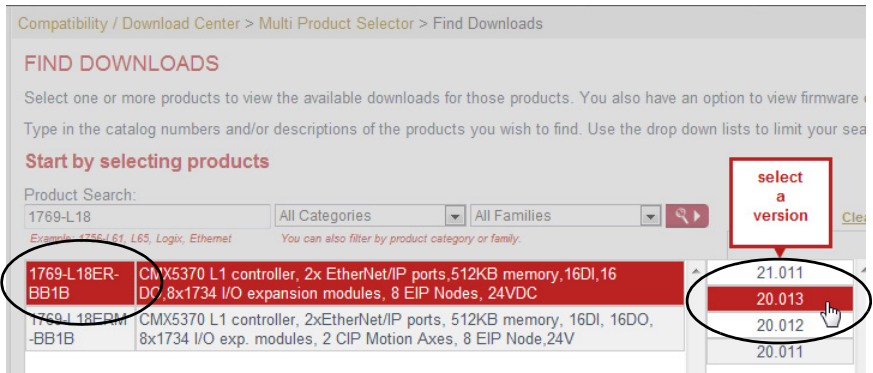 Compatibility / Download Center > Multi Product Selector > Find Downloads
FIND DOWNLOADS
Select one or more products to view the available downloads for those products. You also have an option to view firmware
Type in the catalog numbers and/or descriptions of the products you wish to find. Use the drop down lists to limit your sea
Start by selecting products
Product Search:
1769-L18
All Categories
All Families
Example: 1756-L61, L65, Logix, Ethernet
You can also filter by product category or family.
select
a
version
Clea
1769-L18ER-
BB1B
CMX5370 L1 controller, 2x EtherNet/IP ports,512KB memory,16DI,16
DO,8x1734 I/O expansion modules, 8 EIP Nodes, 24VDC
1769-L18ERM
-BB1B
CMX5370 L1 controller, 2xEtherNet/IP ports, 512KB memory, 16DI, 16DO,
8x1734 I/O exp. modules, 2 CIP Motion Axes, 8 EIP Node,24V
21.011
20.013
20.012
20.011